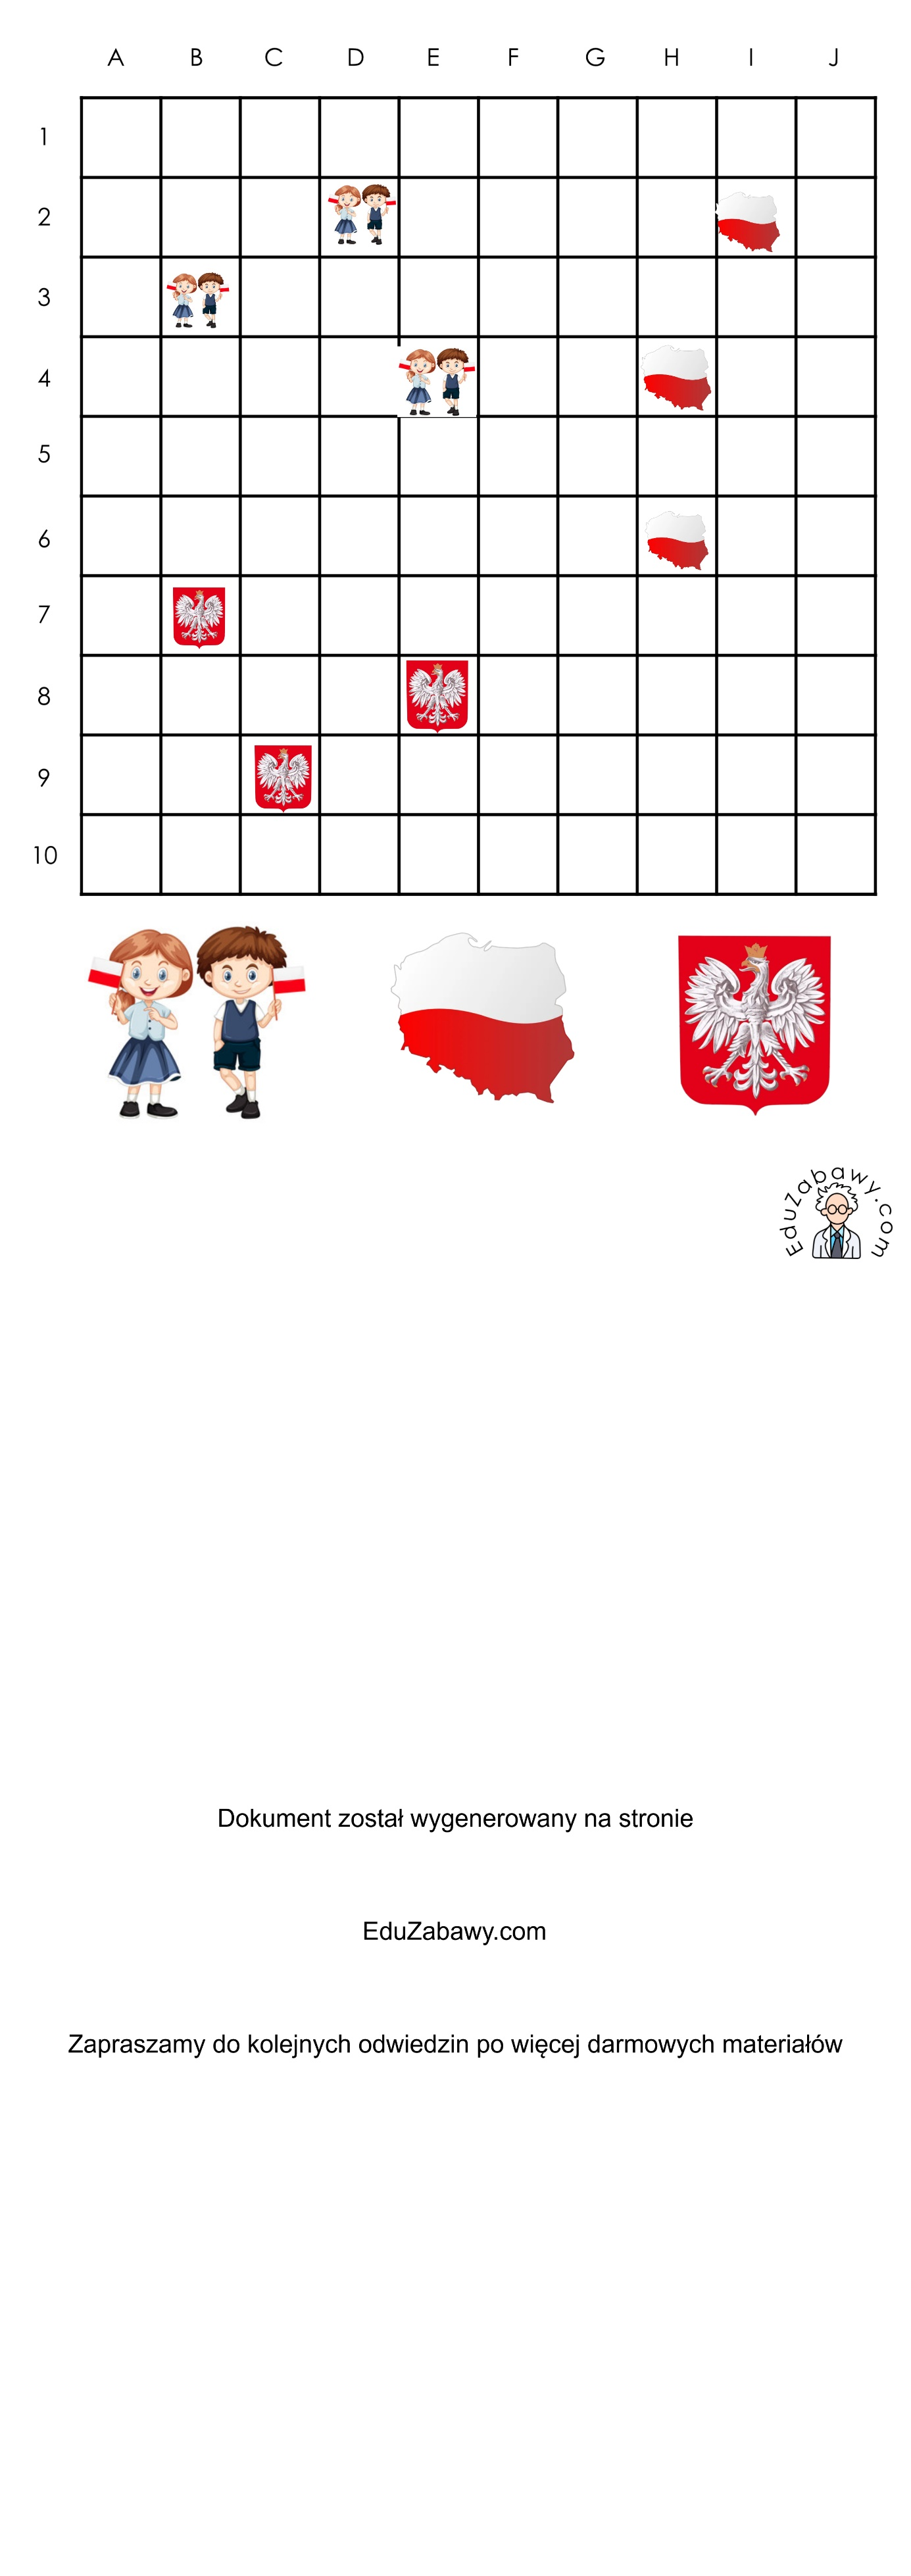 A B C D E F G H I J
1
2
3
4
5
6
7
8
9
10
EduZabawy.com
Dokument został wygenerowany na stronie
EduZabawy.com
Zapraszamy do kolejnych odwiedzin po więcej darmowych materiałów